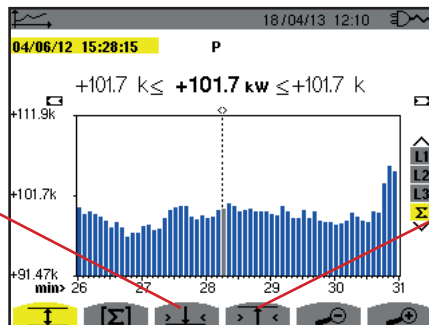 18/04/13 12:10
04/06/12 15:28:15 P
+101.7 k≤ +101.7 kW ≤+101.7 k
+111.9k
L1
L2
+101.7k
L3
Σ
+91.47k
min> 26 27 28 29 30 31
[Σ] >↓< >↑<